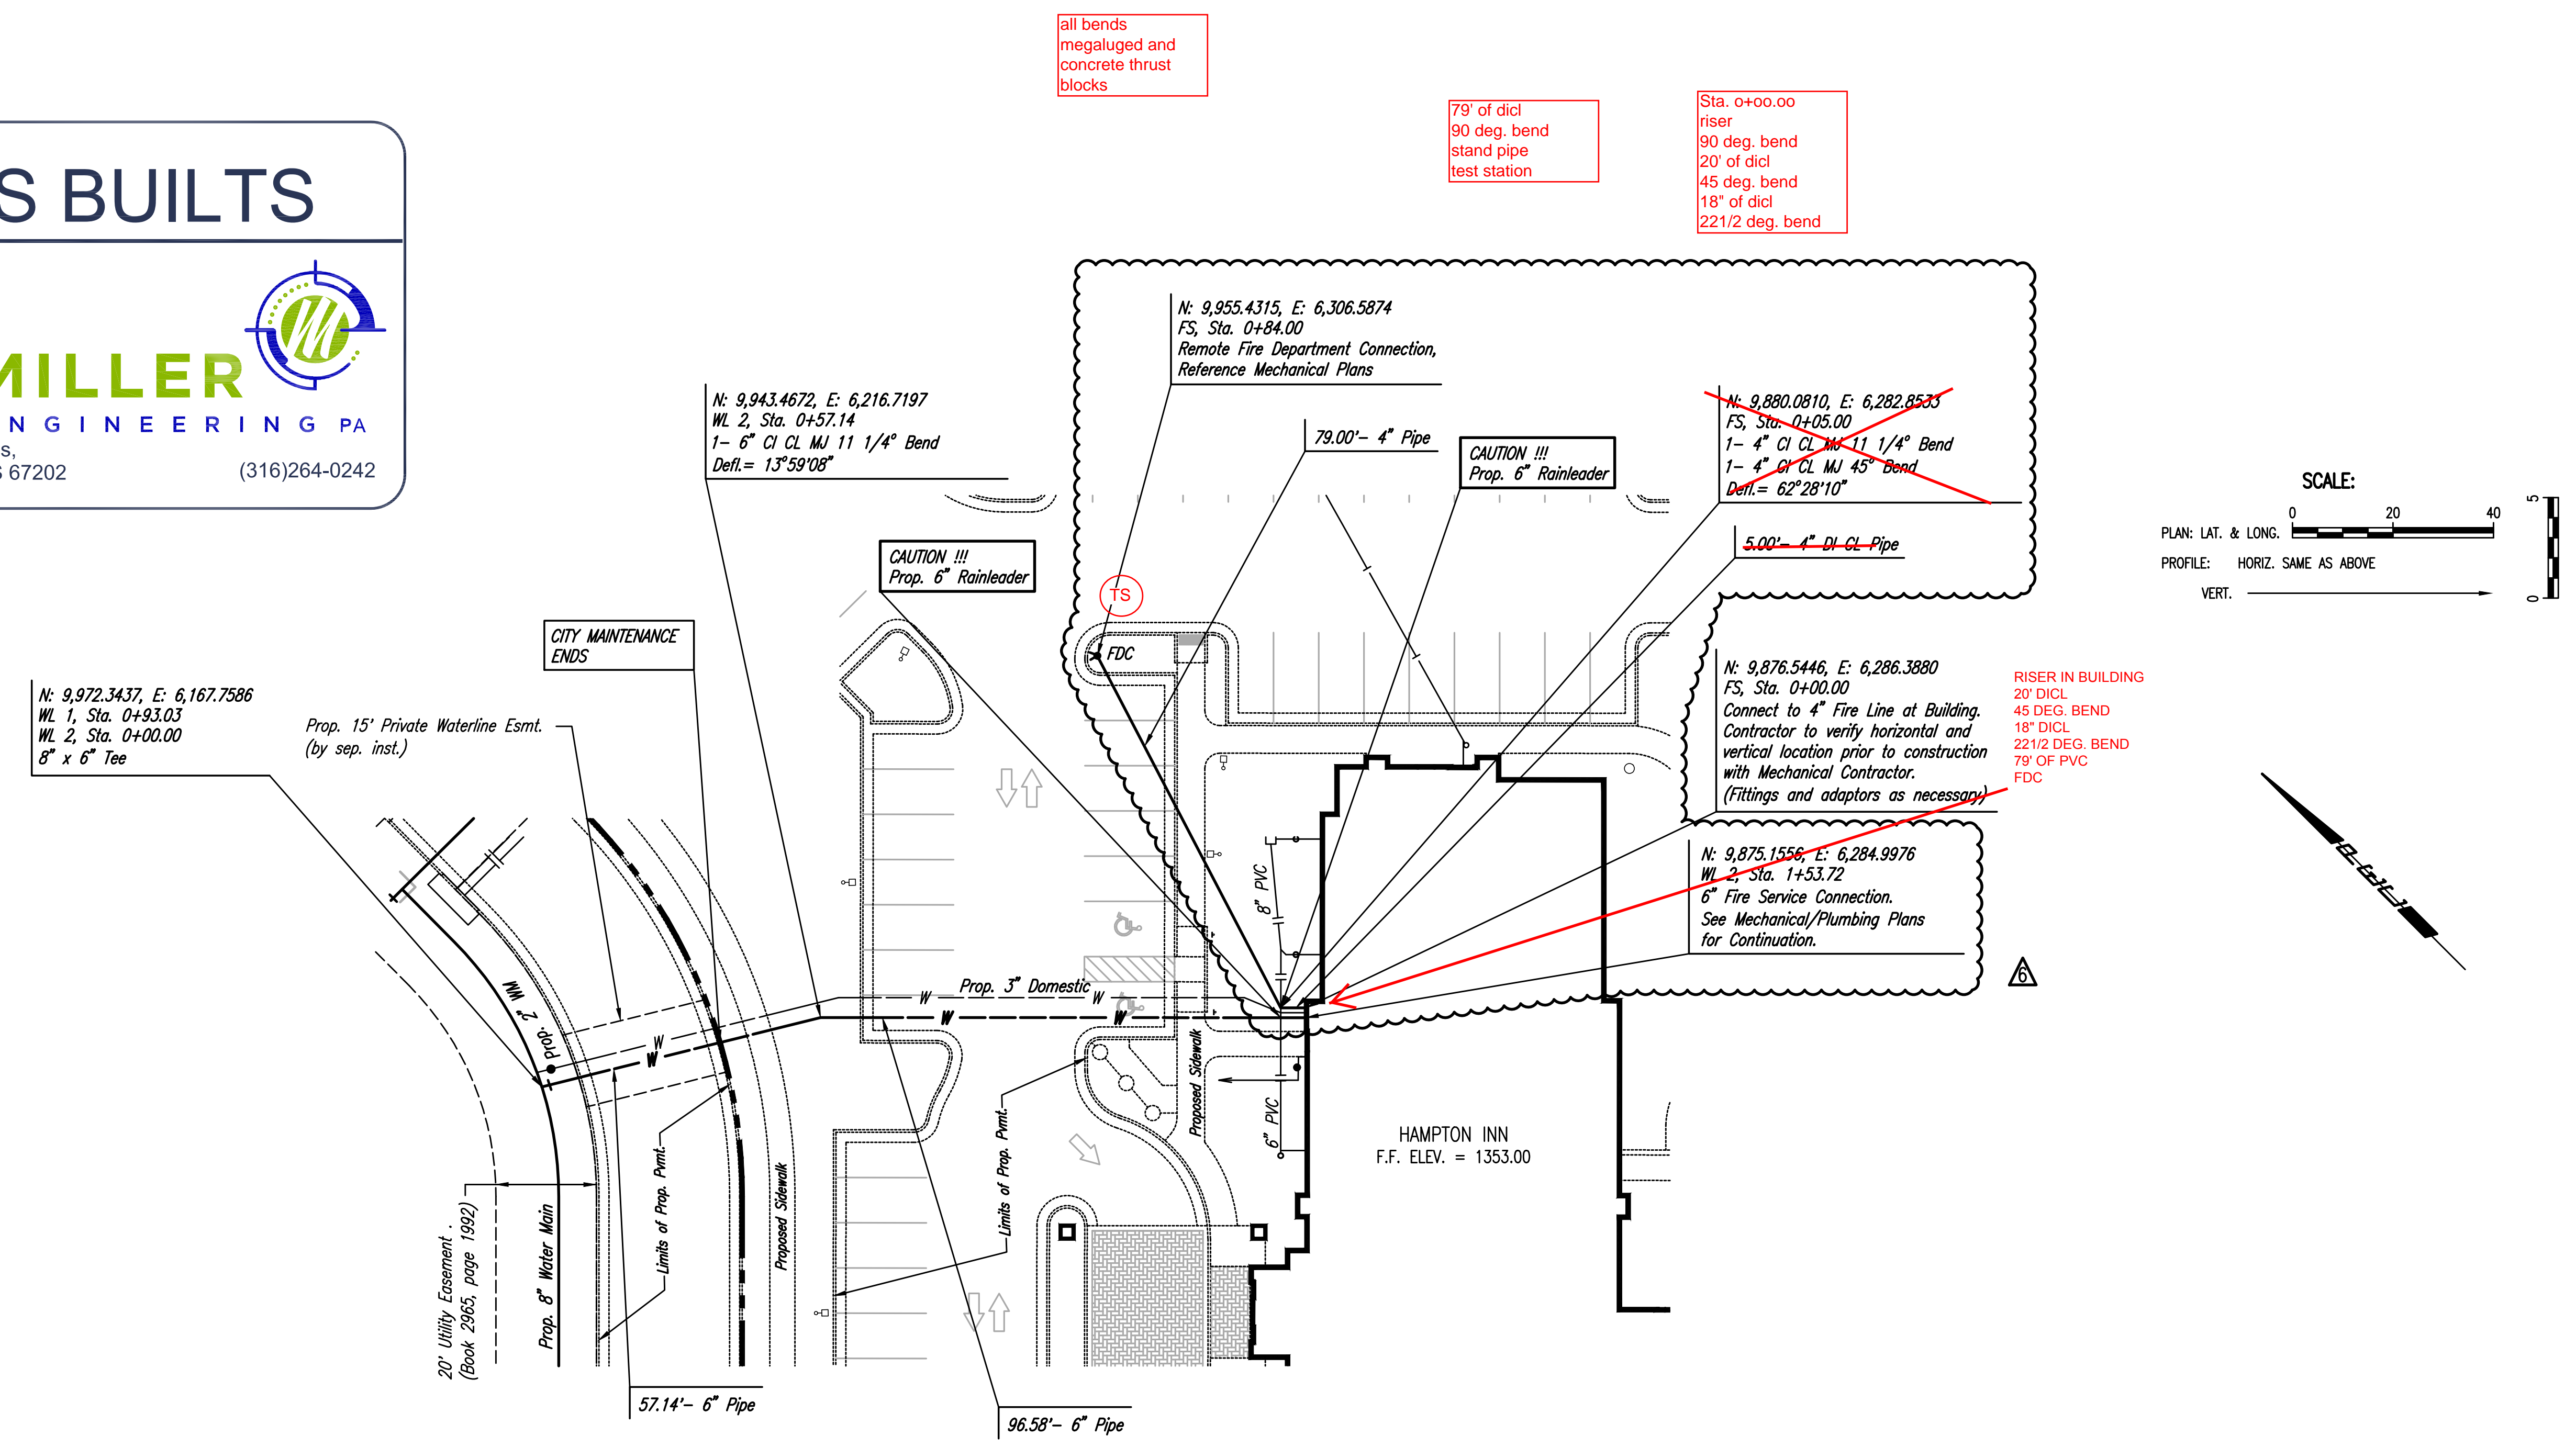 all bends
megaluged and
concrete thrust
blocks
79' of dicl
90 deg. bend
stand pipe
test station
Sta. o+oo.oo
riser
90 deg. bend
20' of dicl
45 deg. bend
18" of dicl
221/2 deg. bend
S BUILTS
MILLER
NGINEERING PA
s,
S 67202
(316)264-0242
N: 9,955.4315, E: 6,306.5874
FS, Sta. 0+84.00
Remote Fire Department Connection,
Reference Mechanical Plans
N: 9,943.4672, E: 6,216.7197
WL 2, Sta. 0+57.14
1- 6" CI CL MJ 11 1/4° Bend
Defl.= 13°59'08"
79.00'- 4" Pipe
CAUTION !!!
Prop. 6" Rainleader
N: 9,880.0810, E: 6,282.8533
FS, Sta. 0+05.00
1- 4" CI CL MJ 11 1/4° Bend
1- 4" CI CL MJ 45° Bend
Defl.= 62°28'10"
5.00'- 4" DI CL Pipe
SCALE:
0 20 40
PLAN: LAT. & LONG.
PROFILE: HORIZ. SAME AS ABOVE
VERT.
5
0
CAUTION !!!
Prop. 6" Rainleader
TS
FDC
CITY MAINTENANCE
ENDS
N: 9,972.3437, E: 6,167.7586
WL 1, Sta. 0+93.03
WL 2, Sta. 0+00.00
8" x 6" Tee
Prop. 15' Private Waterline Esmt.
(by sep. inst.)
N: 9,876.5446, E: 6,286.3880
FS, Sta. 0+00.00
Connect to 4" Fire Line at Building.
Contractor to verify horizontal and
vertical location prior to construction
with Mechanical Contractor.
(Fittings and adaptors as necessary)
RISER IN BUILDING
20' DICL
45 DEG. BEND
18" DICL
221/2 DEG. BEND
79' OF PVC
FDC
N: 9,875.1556, E: 6,284.9976
WL 2, Sta. 1+53.72
6" Fire Service Connection.
See Mechanical/Plumbing Plans
for Continuation.
6
8" PVC
Prop. 3" Domestic
W
W
W
W
W
W
Prop. 2" WM
6" PVC
Proposed Sidewalk
HAMPTON INN
F.F. ELEV. = 1353.00
Limits of Prop. Pvmt.
Limits of Prop. Pvmt.
Proposed Sidewalk
Prop. 8" Water Main
20' Utility Easement .
(Book 2965, page 1992)
57.14'- 6" Pipe
96.58'- 6" Pipe